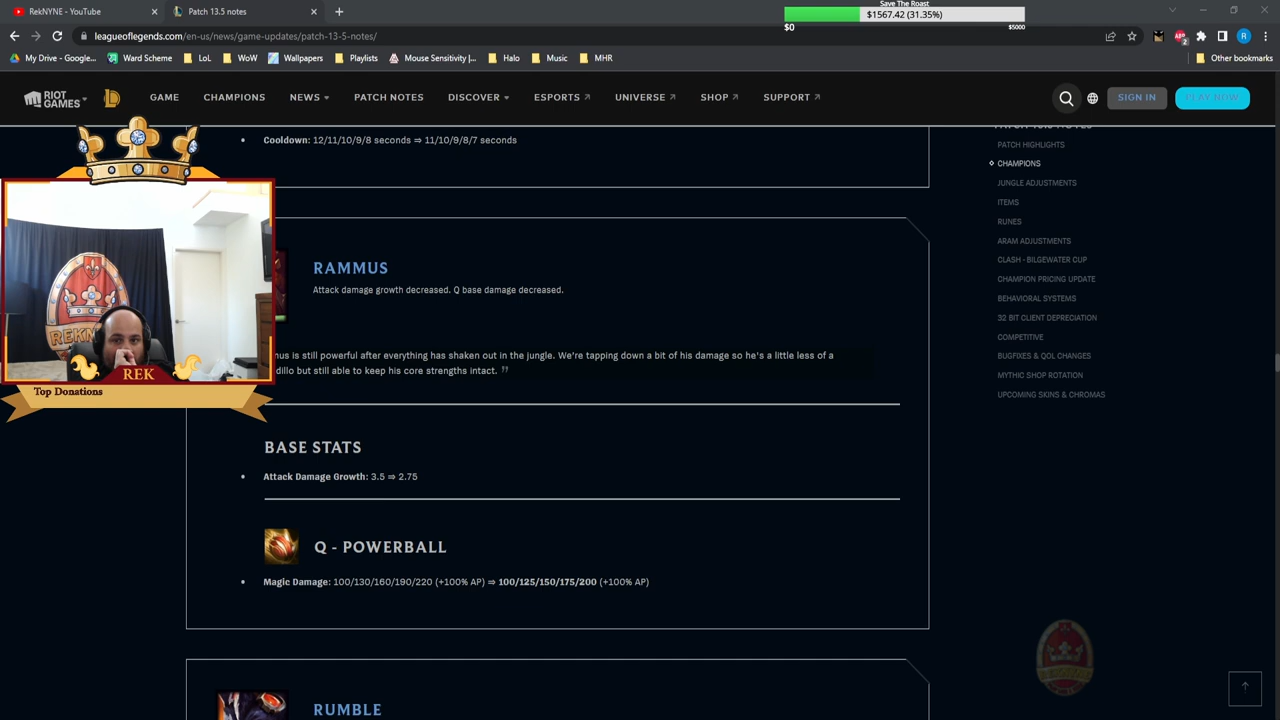 RekNYNE - YouTube
Patch 13.5 notes
Save The Roast
$1567.42 (31.35%)
$0
$5000
leagueoflegends.com/en-us/news/game-updates/patch-13-5-notes/
ABP
2
R
My Drive - Google...
Ward Scheme
LoL
WoW
Wallpapers
Playlists
Mouse Sensitivity |...
Halo
Music
MHR
Other bookmarks
RIOT GAMES
GAME
CHAMPIONS
NEWS
PATCH NOTES
DISCOVER
ESPORTS
UNIVERSE
SHOP
SUPPORT
SIGN IN
PLAY NOW
Cooldown: 12/11/10/9/8 seconds ⇒ 11/10/9/8/7 seconds
PATCH 13.5 NOTES
PATCH HIGHLIGHTS
CHAMPIONS
JUNGLE ADJUSTMENTS
ITEMS
RUNES
ARAM ADJUSTMENTS
CLASH - BILGEWATER CUP
CHAMPION PRICING UPDATE
BEHAVIORAL SYSTEMS
32 BIT CLIENT DEPRECIATION
COMPETITIVE
BUGFIXES & QOL CHANGES
MYTHIC SHOP ROTATION
UPCOMING SKINS & CHROMAS
RAMMUS
Attack damage growth decreased. Q base damage decreased.
mus is still powerful after everything has shaken out in the jungle. We're tapping down a bit of his damage so he's a little less of a
dillo but still able to keep his core strengths intact. ”
REK
Top Donations
BASE STATS
Attack Damage Growth: 3.5 ⇒ 2.75
Q - POWERBALL
Magic Damage: 100/130/160/190/220 (+100% AP) ⇒ 100/125/150/175/200 (+100% AP)
RUMBLE